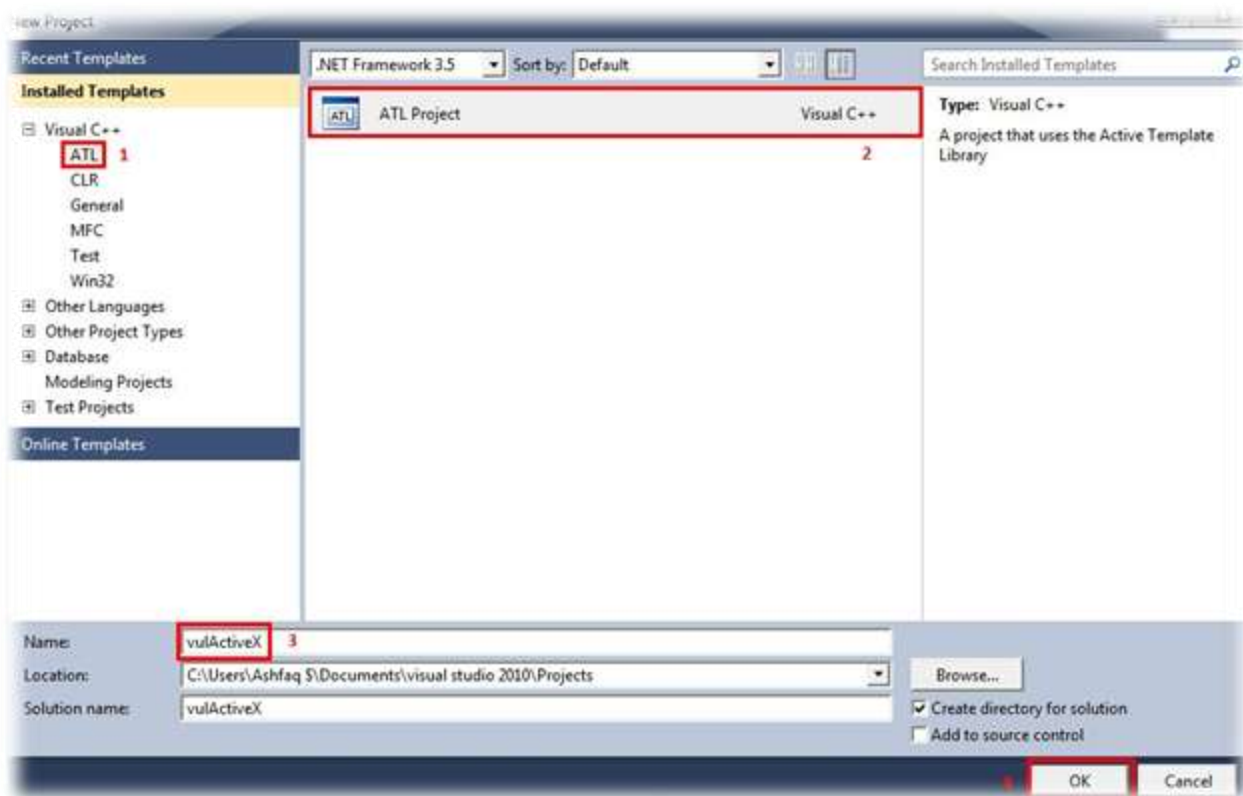 New Project
Recent Templates
Installed Templates
Visual C++
ATL 1
CLR
General
MFC
Test
Win32
Other Languages
Other Project Types
Database
Modeling Projects
Test Projects
Online Templates
.NET Framework 3.5 Sort by: Default
ATL ATL Project Visual C++
2
Search Installed Templates
Type: Visual C++
A project that uses the Active Template
Library
Name: vulActiveX 3
Location: C:\Users\Ashfaq S\Documents\visual studio 2010\Projects Browse...
Solution name: vulActiveX
Create directory for solution
Add to source control
OK Cancel